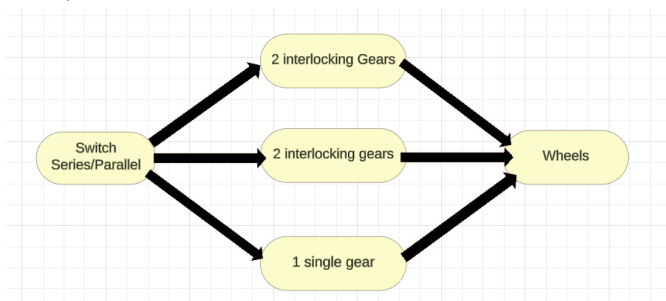 2 interlocking Gears
Switch
Series/Parallel
2 interlocking gears
Wheels
1 single gear